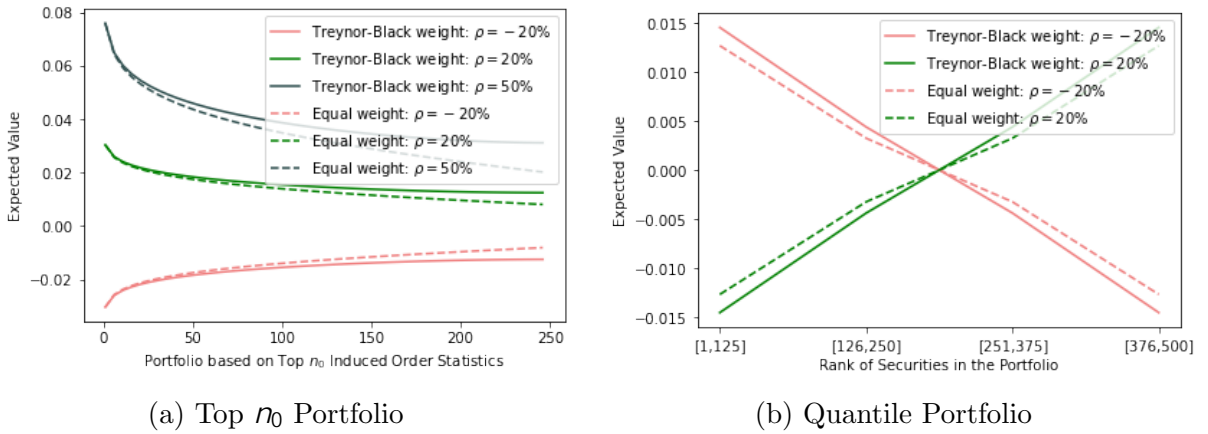 0.08
0.06
0.04
0.02
0.00
−0.02
Expected Value
Treynor-Black weight: ρ = −20%
Treynor-Black weight: ρ = 20%
Treynor-Black weight: ρ = 50%
Equal weight: ρ = −20%
Equal weight: ρ = 20%
Equal weight: ρ = 50%
0 50 100 150 200 250
Portfolio based on Top n₀ Induced Order Statistics
(a) Top n₀ Portfolio
0.015
0.010
0.005
0.000
−0.005
−0.010
−0.015
Expected Value
Treynor-Black weight: ρ = −20%
Treynor-Black weight: ρ = 20%
Equal weight: ρ = −20%
Equal weight: ρ = 20%
[1,125] [126,250] [251,375] [376,500]
Rank of Securities in the Portfolio
(b) Quantile Portfolio